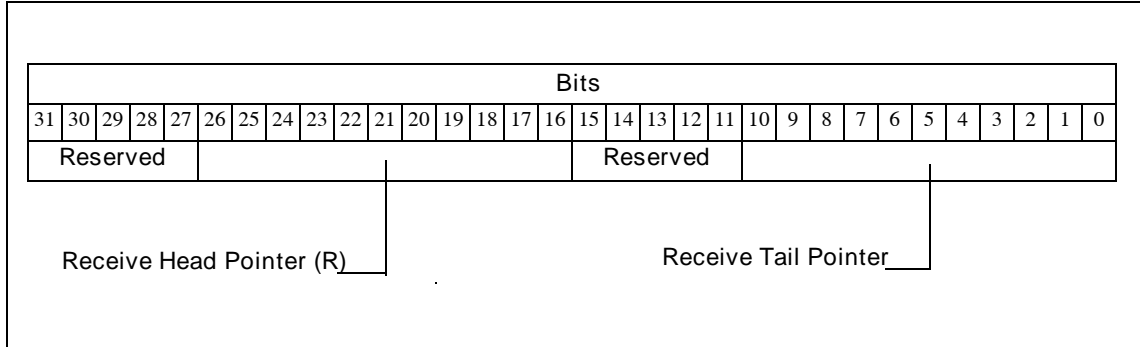 Bits
31 30 29 28 27 26 25 24 23 22 21 20 19 18 17 16 15 14 13 12 11 10 9 8 7 6 5 4 3 2 1 0
Reserved Reserved
Receive Head Pointer (R) Receive Tail Pointer